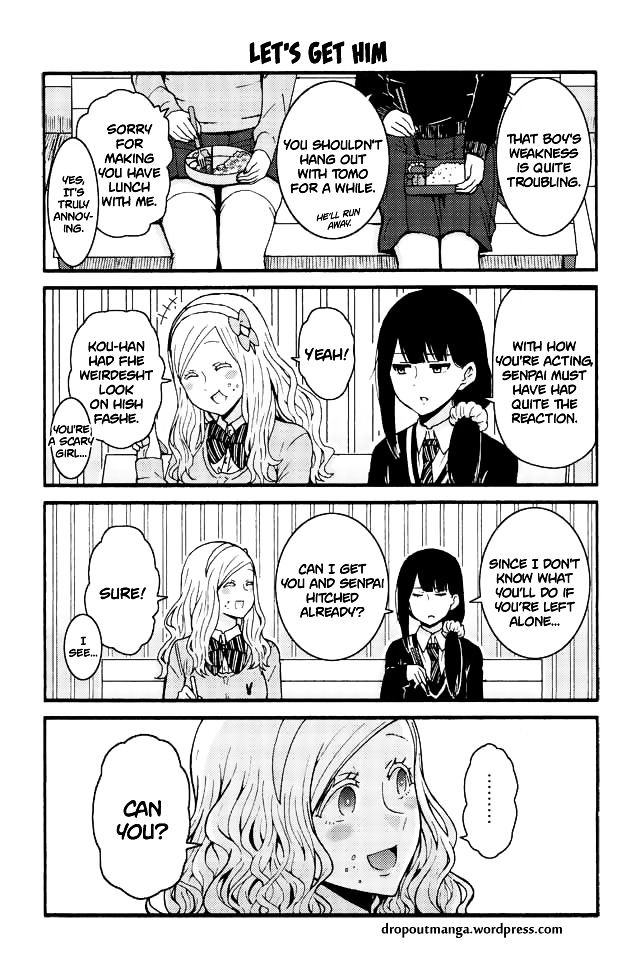 LET'S GET HIM
THAT BOY'S
WEAKNESS
IS QUITE
TROUBLING.
YOU SHOULDN'T
HANG OUT
WITH TOMO
FOR A WHILE.
HE'LL RUN
AWAY.
SORRY
FOR
MAKING
YOU HAVE
LUNCH
WITH ME.
YES,
IT'S
TRULY
ANNOY-
ING.
WITH HOW
YOU'RE ACTING,
SENPAI MUST
HAVE HAD
QUITE THE
REACTION.
YEAH!
KOU-HAN
HAD FHE
WEIRDESHT
LOOK
ON HISH
FASHE.
YOU'RE
A SCARY
GIRL...
SINCE I DON'T
KNOW WHAT
YOU'LL DO IF
YOU'RE LEFT
ALONE...
CAN I GET
YOU AND SENPAI
HITCHED
ALREADY?
SURE!
I
SEE...
.........
CAN
YOU?
dropoutmanga.wordpress.com